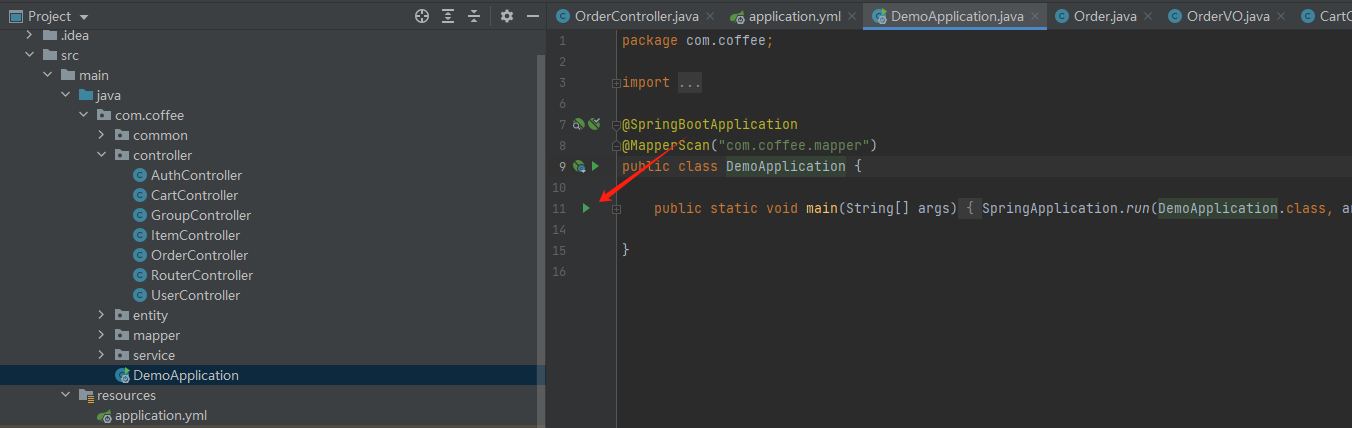 Project
.idea
src
main
java
com.coffee
common
controller
AuthController
CartController
GroupController
ItemController
OrderController
RouterController
UserController
entity
mapper
service
DemoApplication
resources
application.yml
OrderController.java
application.yml
DemoApplication.java
Order.java
OrderVO.java
CartC
1 package com.coffee;
2
3 import ...
6
7 @SpringBootApplication
8 @MapperScan("com.coffee.mapper")
9 public class DemoApplication {
10
11 public static void main(String[] args) { SpringApplication.run(DemoApplication.class, ar
14
15 }
16